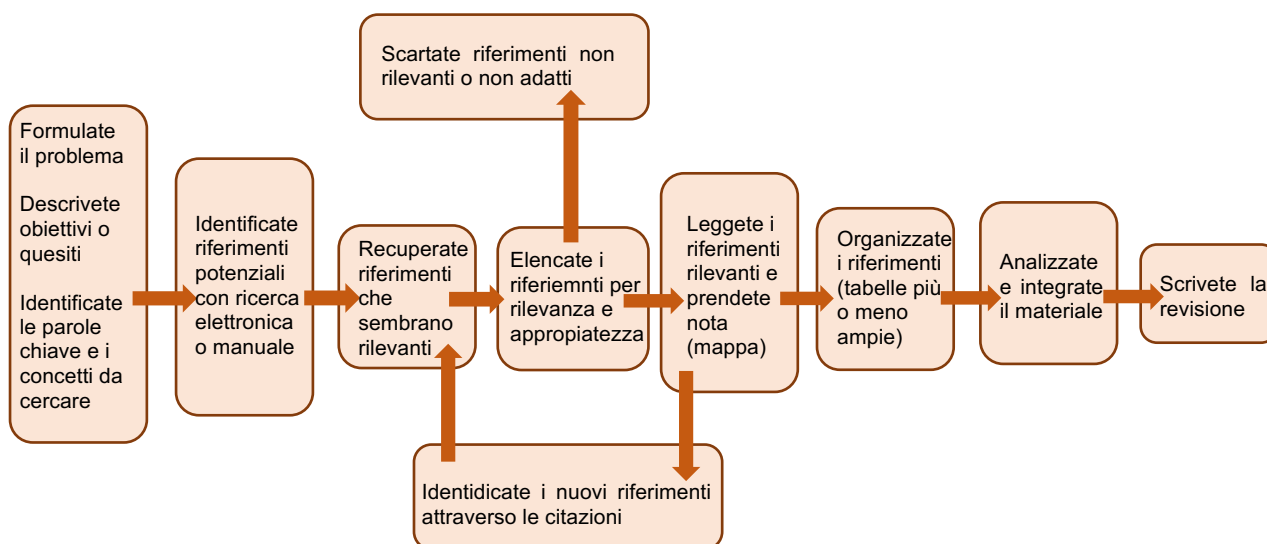 Scartate riferimenti non
rilevanti o non adatti
Formulate
il problema
Descrivete
obiettivi o
quesiti
Identificate
le parole
chiave e i
concetti da
cercare
Identificate
riferimenti
potenziali
con ricerca
elettronica
o manuale
Recuperate
riferimenti
che
sembrano
rilevanti
Elencate i
riferiemnti per
rilevanza e
appropiatezza
Leggete i
riferimenti
rilevanti e
prendete
nota
(mappa)
Organizzate
i riferimenti
(tabelle più
o meno
ampie)
Analizzate
e integrate
il materiale
Scrivete la
revisione
Identidicate i nuovi riferimenti
attraverso le citazioni